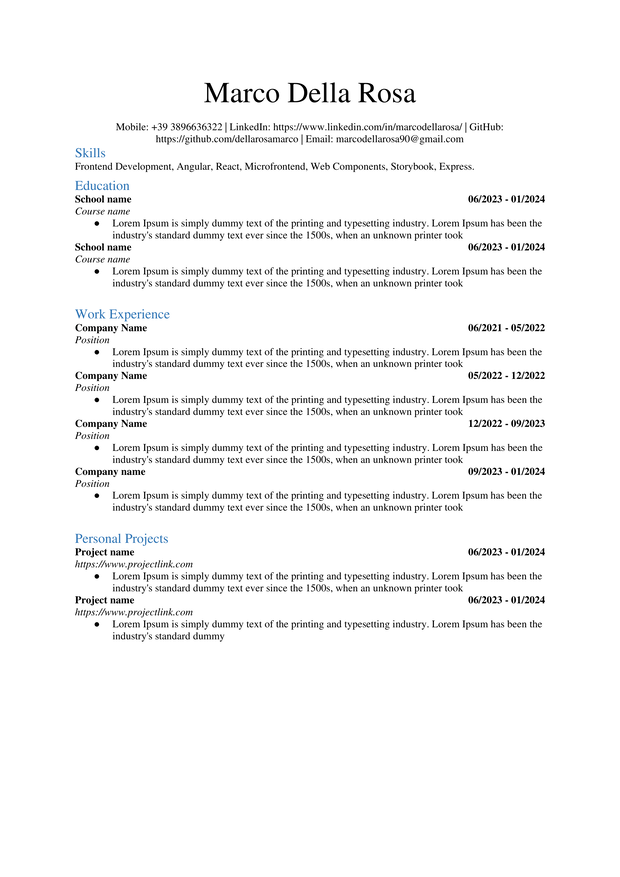 Marco Della Rosa
Mobile: +39 3896636322 | LinkedIn: https://www.linkedin.com/in/marcodellarosa/ | GitHub:
https://github.com/dellarosamarco | Email: marcodellarosa90@gmail.com
Skills
Frontend Development, Angular, React, Microfrontend, Web Components, Storybook, Express.
Education
School name 06/2023 - 01/2024
Course name
● Lorem Ipsum is simply dummy text of the printing and typesetting industry. Lorem Ipsum has been the
industry's standard dummy text ever since the 1500s, when an unknown printer took
School name 06/2023 - 01/2024
Course name
● Lorem Ipsum is simply dummy text of the printing and typesetting industry. Lorem Ipsum has been the
industry's standard dummy text ever since the 1500s, when an unknown printer took
Work Experience
Company Name 06/2021 - 05/2022
Position
● Lorem Ipsum is simply dummy text of the printing and typesetting industry. Lorem Ipsum has been the
industry's standard dummy text ever since the 1500s, when an unknown printer took
Company Name 05/2022 - 12/2022
Position
● Lorem Ipsum is simply dummy text of the printing and typesetting industry. Lorem Ipsum has been the
industry's standard dummy text ever since the 1500s, when an unknown printer took
Company Name 12/2022 - 09/2023
Position
● Lorem Ipsum is simply dummy text of the printing and typesetting industry. Lorem Ipsum has been the
industry's standard dummy text ever since the 1500s, when an unknown printer took
Company name 09/2023 - 01/2024
Position
● Lorem Ipsum is simply dummy text of the printing and typesetting industry. Lorem Ipsum has been the
industry's standard dummy text ever since the 1500s, when an unknown printer took
Personal Projects
Project name 06/2023 - 01/2024
https://www.projectlink.com
● Lorem Ipsum is simply dummy text of the printing and typesetting industry. Lorem Ipsum has been the
industry's standard dummy text ever since the 1500s, when an unknown printer took
Project name 06/2023 - 01/2024
https://www.projectlink.com
● Lorem Ipsum is simply dummy text of the printing and typesetting industry. Lorem Ipsum has been the
industry's standard dummy